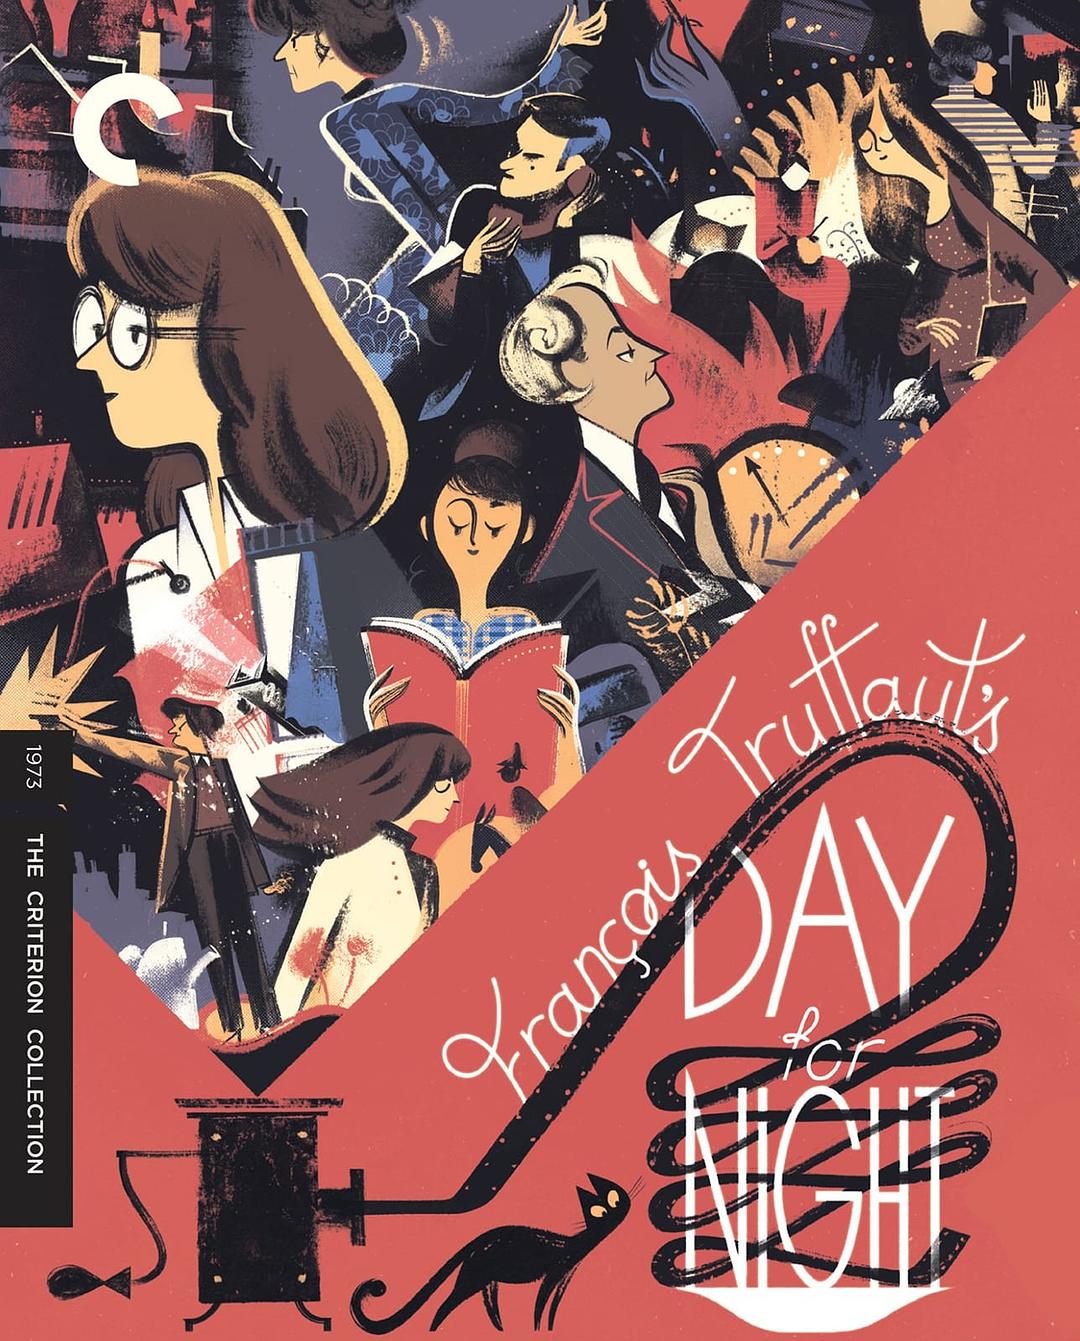 1973
THE CRITERION COLLECTION
François Truffaut's
DAY
for
NiGHT